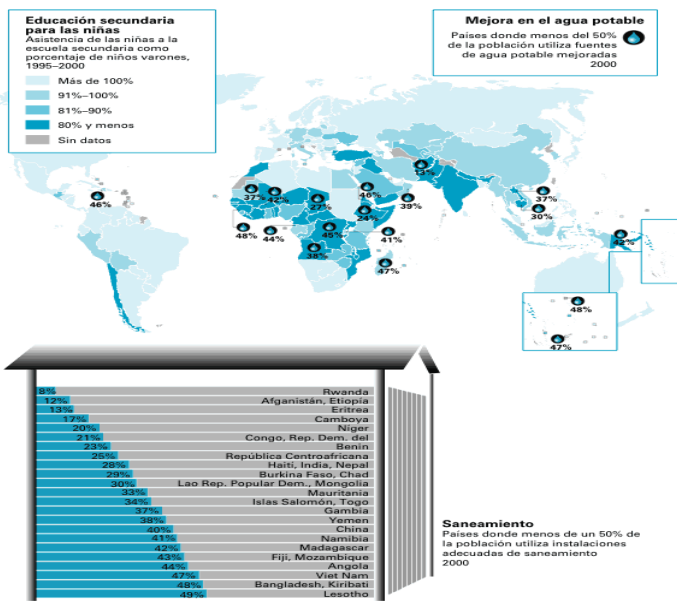 Educación secundaria
para las niñas
Asistencia de las niñas a la
escuela secundaria como
porcentaje de niños varones,
1995–2000
Más de 100%
91%–100%
81%–90%
80% y menos
Sin datos
Mejora en el agua potable
Países donde menos del 50%
de la población utiliza fuentes
de agua potable mejoradas
2000
13%
37%
42%
27%
46%
39%
37%
46%
24%
30%
48%
44%
45%
41%
42%
38%
47%
48%
47%
8% Rwanda
12% Afganistán, Etiopía
13% Eritrea
17% Camboya
20% Níger
21% Congo, Rep. Dem. del
23% Benin
25% República Centroafricana
28% Haití, India, Nepal
29% Burkina Faso, Chad
30% Lao Rep. Popular Dem., Mongolia
33% Mauritania
34% Islas Salomón, Togo
37% Gambia
38% Yemen
40% China
41% Namibia
42% Madagascar
43% Fiji, Mozambique
44% Angola
47% Viet Nam
48% Bangladesh, Kiribati
49% Lesotho
Saneamiento
Países donde menos de un 50% de
la población utiliza instalaciones
adecuadas de saneamiento
2000